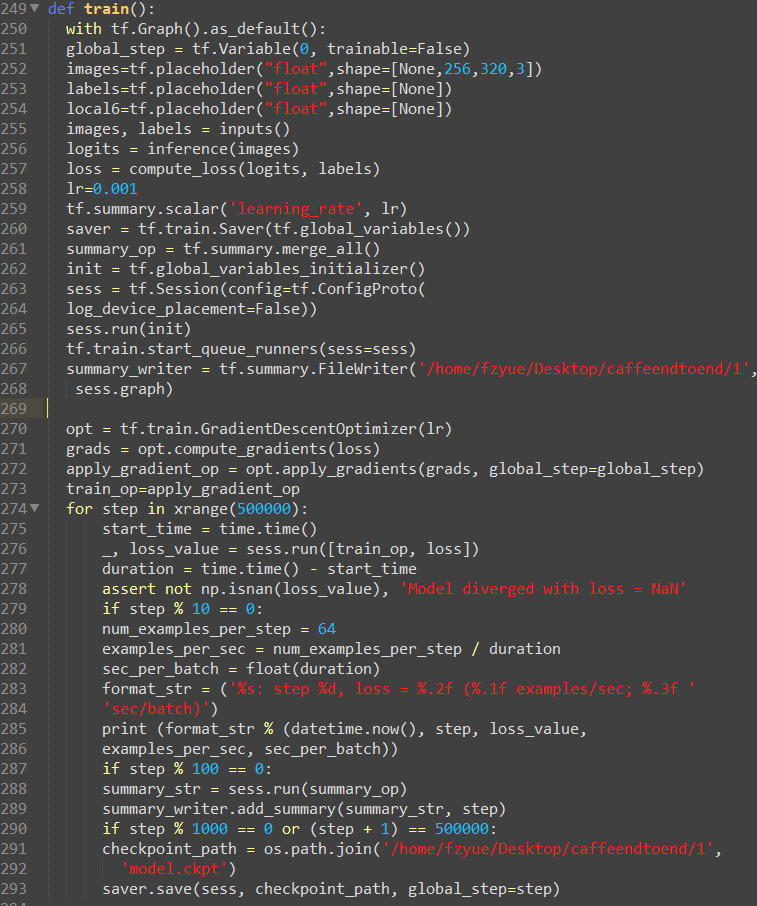 249 def train():
250 with tf.Graph().as_default():
251 global_step = tf.Variable(0, trainable=False)
252 images=tf.placeholder("float",shape=[None,256,320,3])
253 labels=tf.placeholder("float",shape=[None])
254 local6=tf.placeholder("float",shape=[None])
255 images, labels = inputs()
256 logits = inference(images)
257 loss = compute_loss(logits, labels)
258 lr=0.001
259 tf.summary.scalar('learning_rate', lr)
260 saver = tf.train.Saver(tf.global_variables())
261 summary_op = tf.summary.merge_all()
262 init = tf.global_variables_initializer()
263 sess = tf.Session(config=tf.ConfigProto(
264 log_device_placement=False))
265 sess.run(init)
266 tf.train.start_queue_runners(sess=sess)
267 summary_writer = tf.summary.FileWriter('/home/fzyue/Desktop/caffeendtoend/1',
268 sess.graph)
269
270 opt = tf.train.GradientDescentOptimizer(lr)
271 grads = opt.compute_gradients(loss)
272 apply_gradient_op = opt.apply_gradients(grads, global_step=global_step)
273 train_op=apply_gradient_op
274 for step in xrange(500000):
275 start_time = time.time()
276 _, loss_value = sess.run([train_op, loss])
277 duration = time.time() - start_time
278 assert not np.isnan(loss_value), 'Model diverged with loss = NaN'
279 if step % 10 == 0:
280 num_examples_per_step = 64
281 examples_per_sec = num_examples_per_step / duration
282 sec_per_batch = float(duration)
283 format_str = ('%s: step %d, loss = %.2f (%.1f examples/sec; %.3f '
284 'sec/batch)')
285 print (format_str % (datetime.now(), step, loss_value,
286 examples_per_sec, sec_per_batch))
287 if step % 100 == 0:
288 summary_str = sess.run(summary_op)
289 summary_writer.add_summary(summary_str, step)
290 if step % 1000 == 0 or (step + 1) == 500000:
291 checkpoint_path = os.path.join('/home/fzyue/Desktop/caffeendtoend/1',
292 'model.ckpt')
293 saver.save(sess, checkpoint_path, global_step=step)